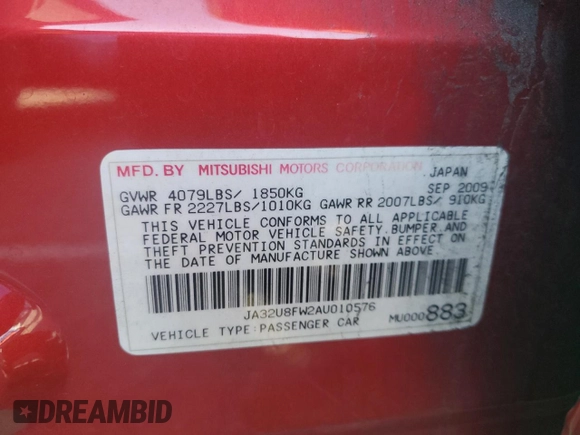 MFD. BY MITSUBISHI MOTORS CORPORATION JAPAN
GVWR 4079LBS/ 1850KG SEP 2009
GAWR FR 2227LBS/1010KG GAWR RR 2007LBS/ 910KG
THIS VEHICLE CONFORMS TO ALL APPLICABLE
FEDERAL MOTOR VEHICLE SAFETY, BUMPER AND
THEFT PREVENTION STANDARDS IN EFFECT ON
THE DATE OF MANUFACTURE SHOWN ABOVE.
JA32U8FW2AU010576
VEHICLE TYPE:PASSENGER CAR MU000883
DREAMBID